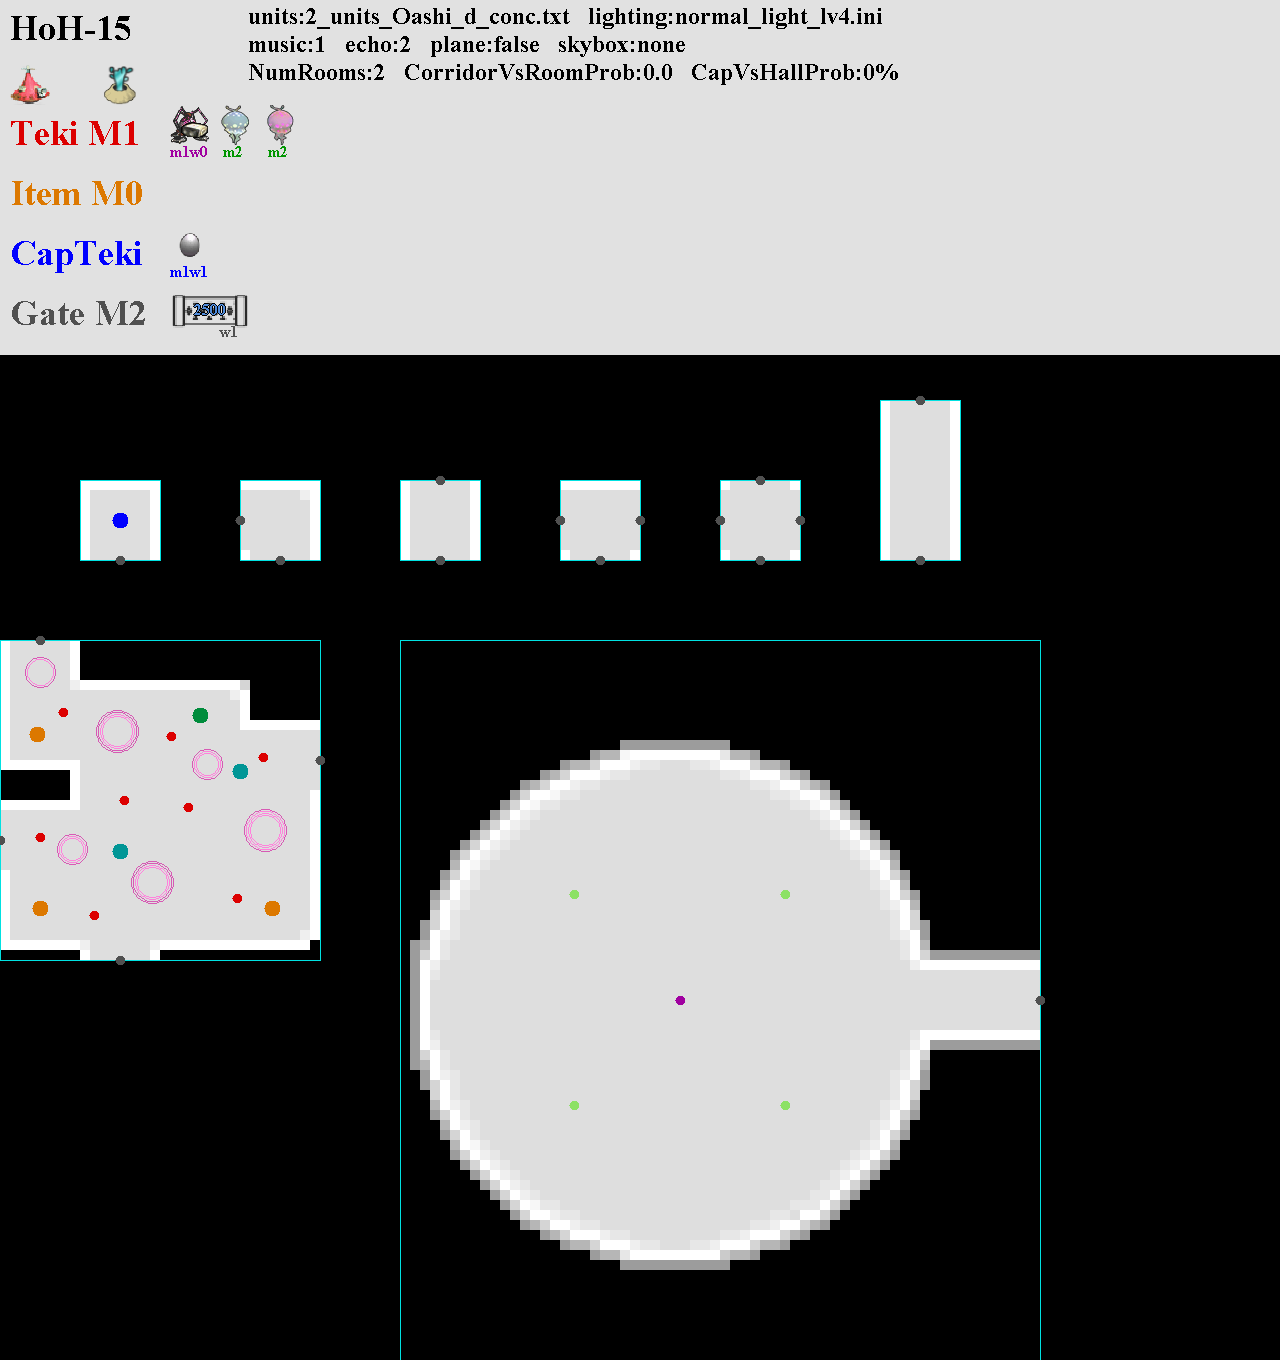 HoH-15
units:2_units_Oashi_d_conc.txt lighting:normal_light_lv4.ini
music:1 echo:2 plane:false skybox:none
NumRooms:2 CorridorVsRoomProb:0.0 CapVsHallProb:0%
Teki M1
m1w0 m2 m2
Item M0
CapTeki
m1w1
Gate M2
2500
w1